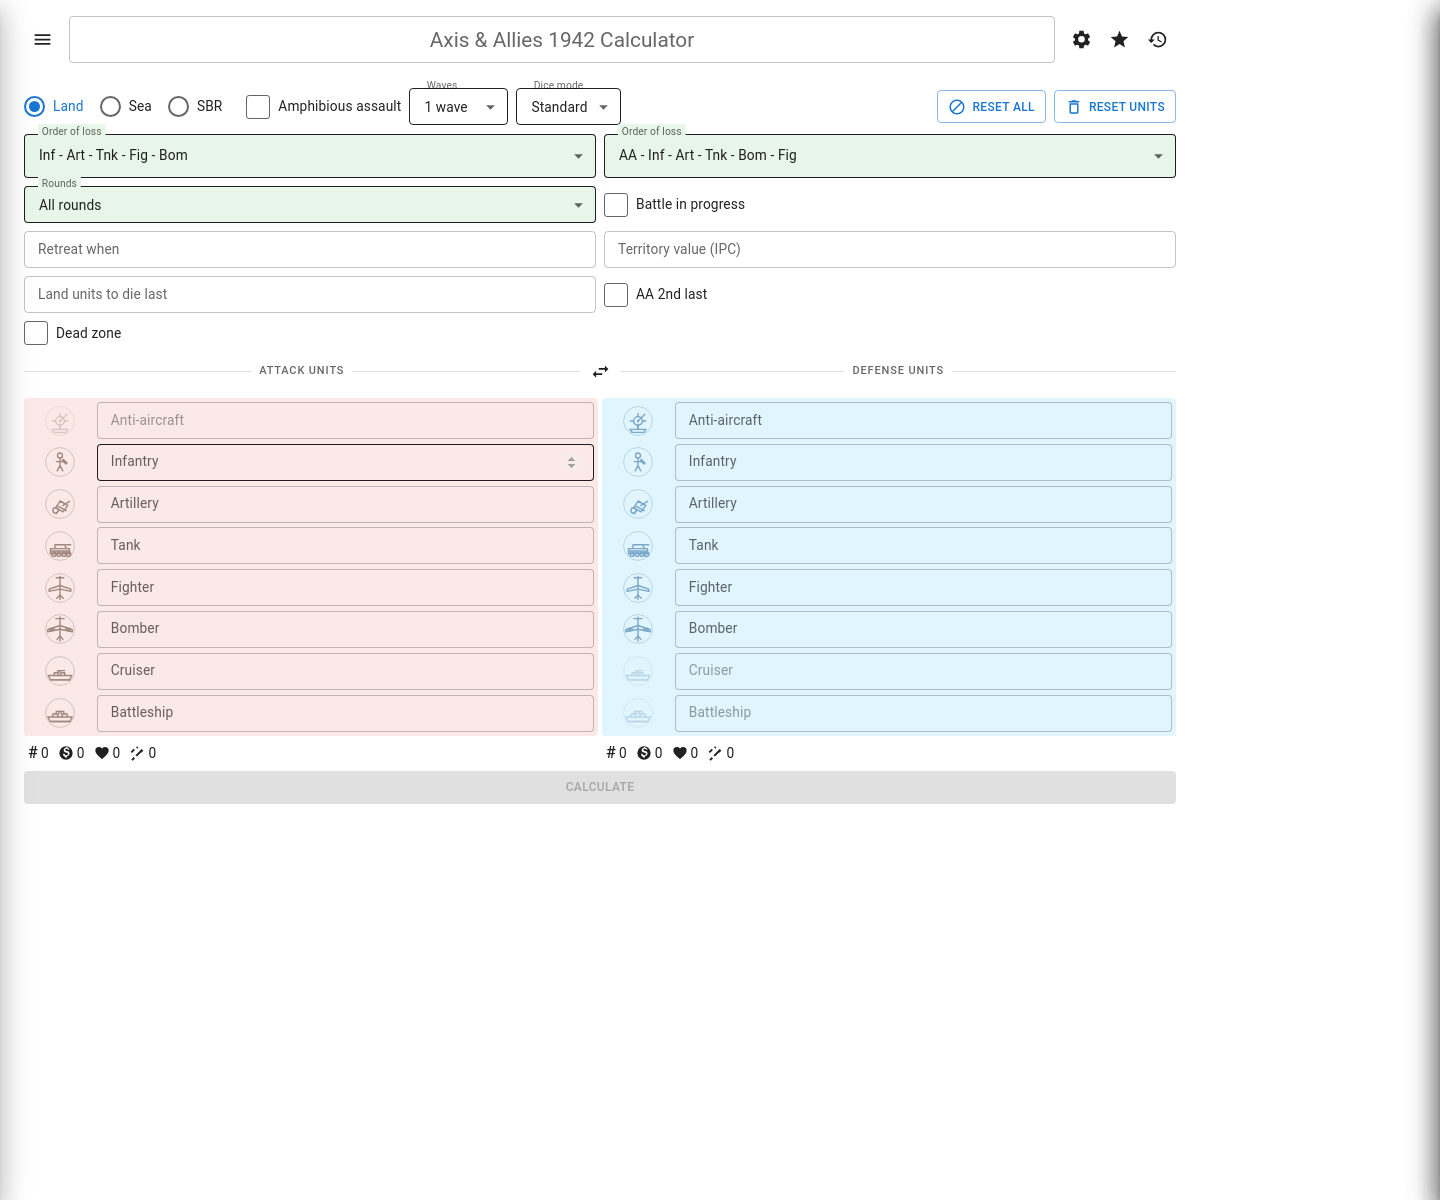 Axis & Allies 1942 Calculator
Land Sea SBR Amphibious assault Waves 1 wave Dice mode Standard RESET ALL RESET UNITS
Order of loss Order of loss
Inf - Art - Tnk - Fig - Bom AA - Inf - Art - Tnk - Bom - Fig
Rounds
All rounds Battle in progress
Retreat when Territory value (IPC)
Land units to die last AA 2nd last
Dead zone
ATTACK UNITS DEFENSE UNITS
Anti-aircraft Anti-aircraft
Infantry Infantry
Artillery Artillery
Tank Tank
Fighter Fighter
Bomber Bomber
Cruiser Cruiser
Battleship Battleship
# 0 $ 0 0 0 # 0 $ 0 0 0
CALCULATE